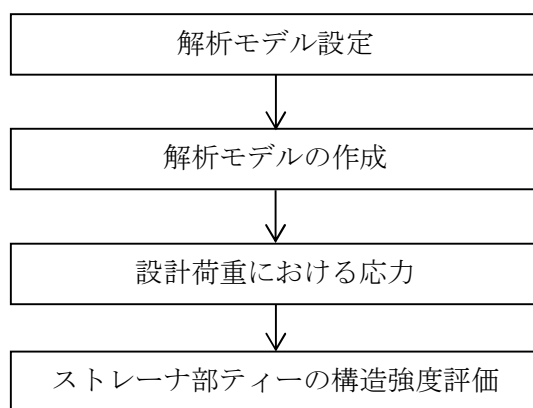 解析モデル設定
解析モデルの作成
設計荷重における応力
ストレーナ部ティーの構造強度評価